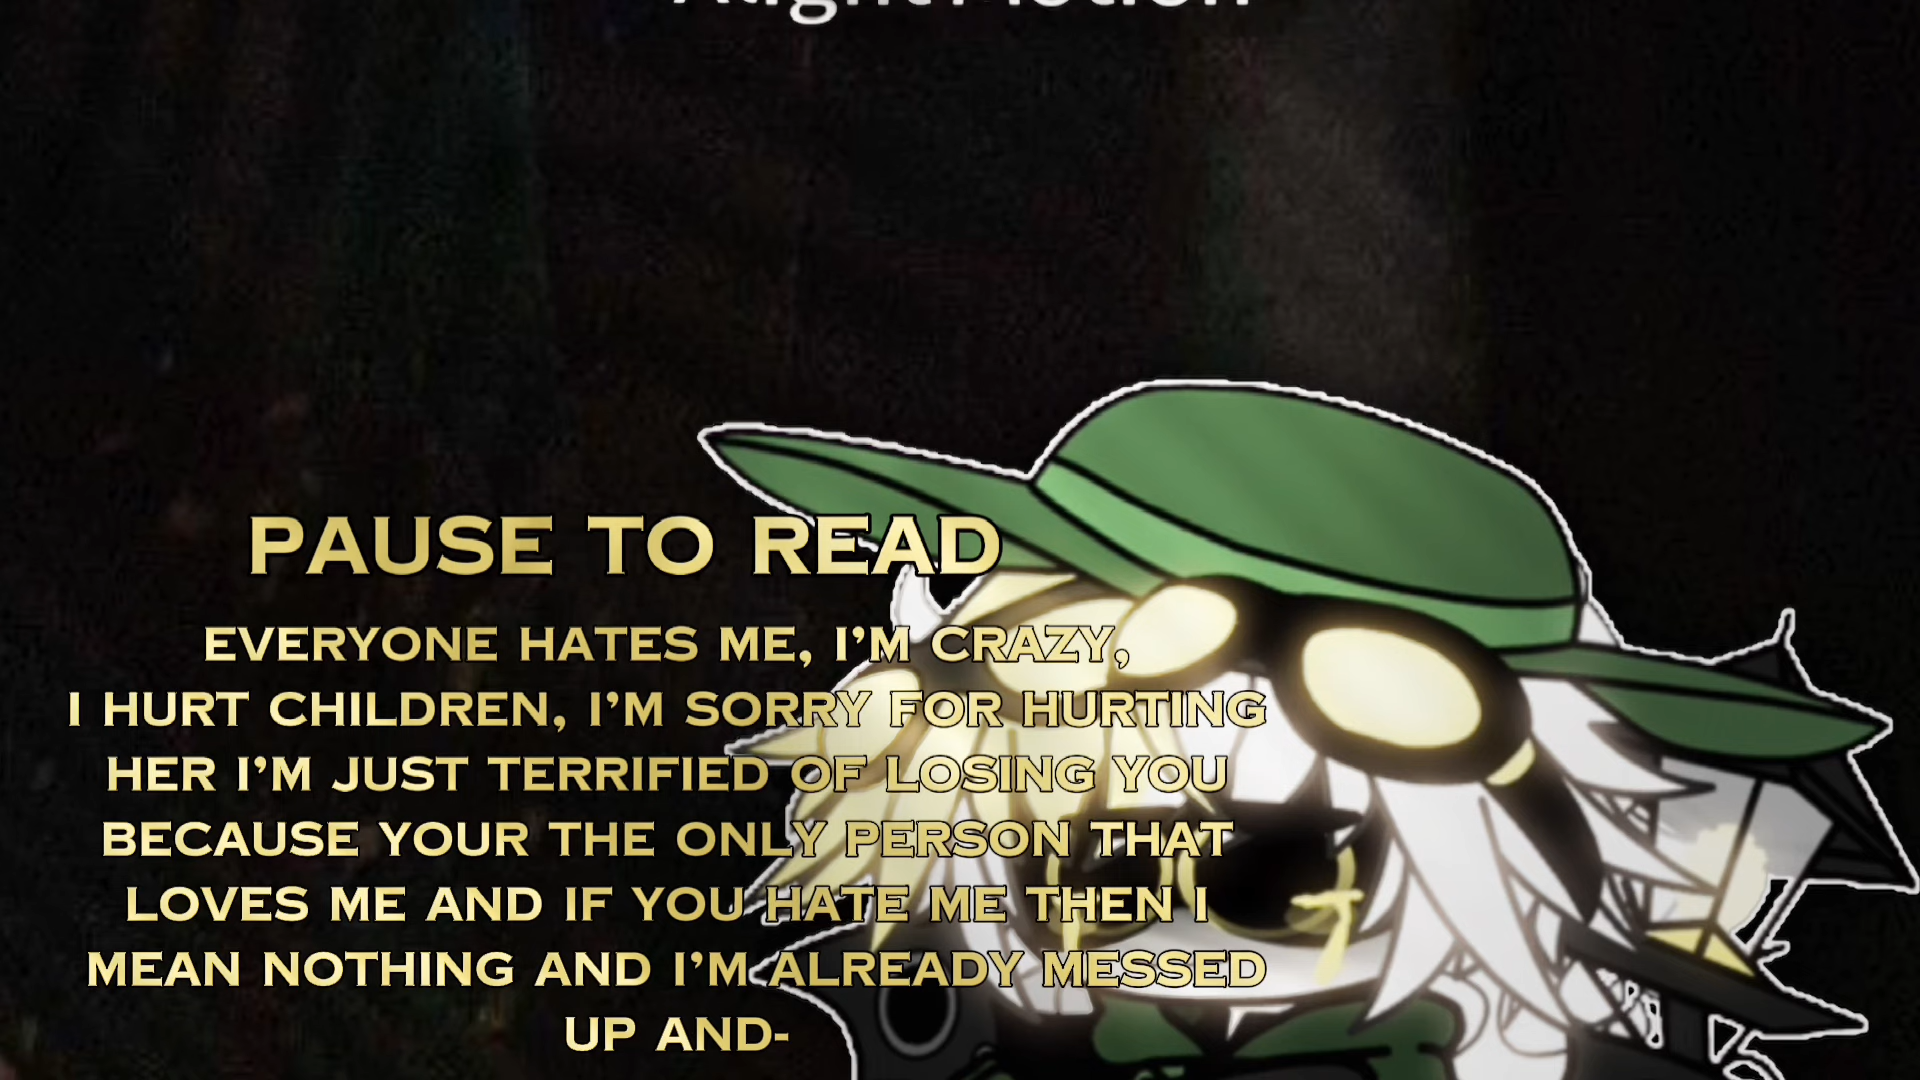 Alight Motion
PAUSE TO READ
EVERYONE HATES ME, I'M CRAZY,
I HURT CHILDREN, I'M SORRY FOR HURTING
HER I'M JUST TERRIFIED OF LOSING YOU
BECAUSE YOUR THE ONLY PERSON THAT
LOVES ME AND IF YOU HATE ME THEN I
MEAN NOTHING AND I'M ALREADY MESSED
UP AND-